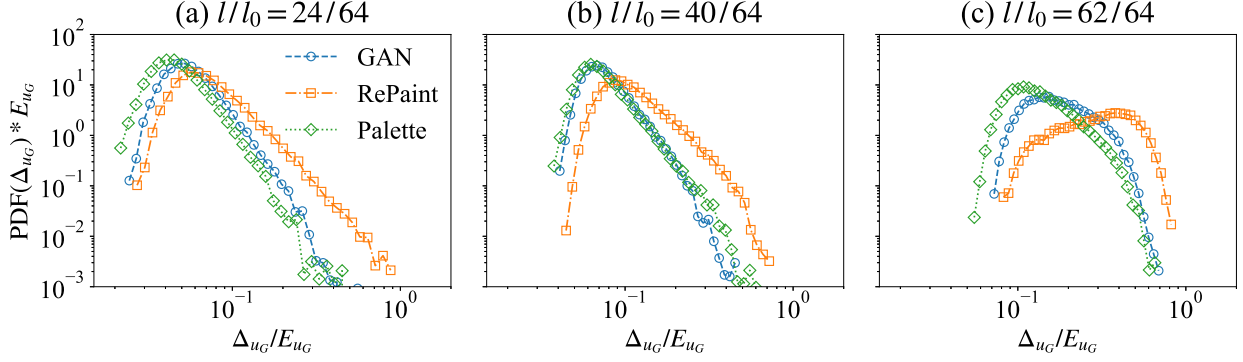 (a) l/l₀ = 24/64
(b) l/l₀ = 40/64
(c) l/l₀ = 62/64
PDF(Δ_{u_G}) * E_{u_G}
10²
10¹
10⁰
10⁻¹
10⁻²
10⁻³
GAN
RePaint
Palette
10⁻¹
10⁰
10⁻¹
10⁰
10⁻¹
10⁰
Δ_{u_G}/E_{u_G}
Δ_{u_G}/E_{u_G}
Δ_{u_G}/E_{u_G}